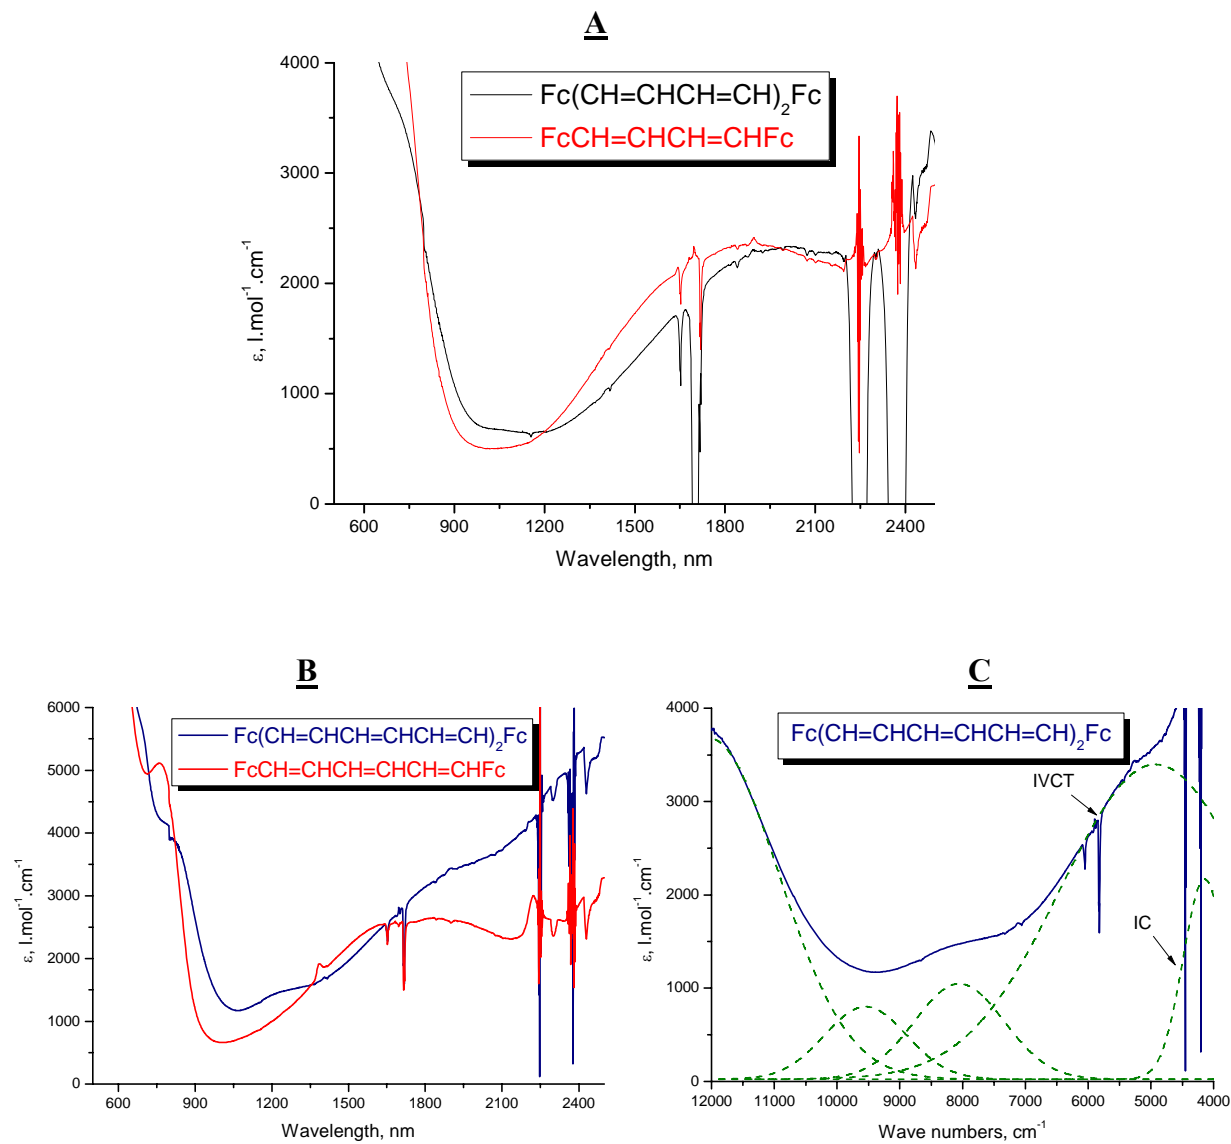 A
4000
3000
2000
1000
0
ε, l.mol⁻¹.cm⁻¹
Fc(CH=CHCH=CH)₂Fc
FcCH=CHCH=CHFc
600 900 1200 1500 1800 2100 2400
Wavelength, nm
B
6000
5000
4000
3000
2000
1000
0
ε, l.mol⁻¹.cm⁻¹
Fc(CH=CHCH=CHCH=CH)₂Fc
FcCH=CHCH=CHCH=CHFc
600 900 1200 1500 1800 2100 2400
Wavelength, nm
C
4000
3000
2000
1000
0
ε, l.mol⁻¹.cm⁻¹
Fc(CH=CHCH=CHCH=CH)₂Fc
IVCT
IC
12000 11000 10000 9000 8000 7000 6000 5000 4000
Wave numbers, cm⁻¹